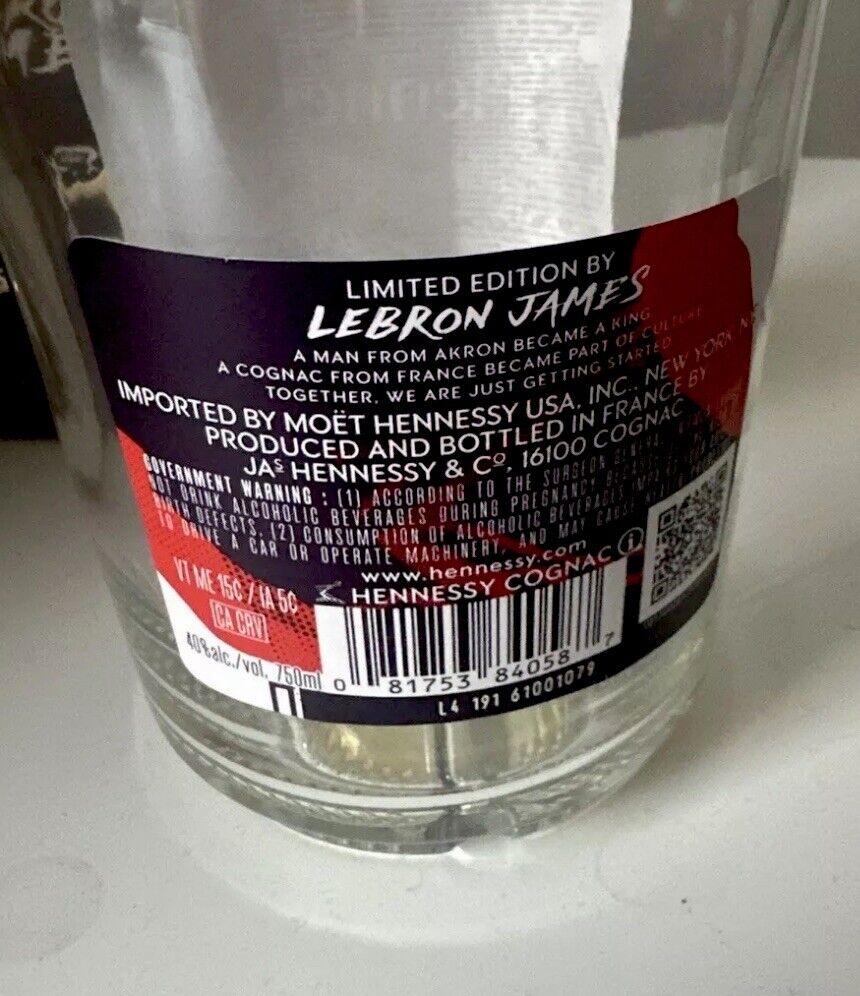 LIMITED EDITION BY
LEBRON JAMES
A MAN FROM AKRON BECAME A KING
A COGNAC FROM FRANCE BECAME PART OF CULTURE
TOGETHER, WE ARE JUST GETTING STARTED
IMPORTED BY MOËT HENNESSY USA, INC., NEW YORK, NY
PRODUCED AND BOTTLED IN FRANCE BY
JAS HENNESSY & Cº, 16100 COGNAC
GOVERNMENT WARNING : (1) ACCORDING TO THE SURGEON GENERAL,
NOT DRINK ALCOHOLIC BEVERAGES DURING PREGNANCY BECAUSE
BIRTH DEFECTS. (2) CONSUMPTION OF ALCOHOLIC BEVERAGES IMPAIRS
TO DRIVE A CAR OR OPERATE MACHINERY, AND MAY CAUSE
www.hennessy.com
HENNESSY COGNAC
VT ME 15¢ / IA 5¢
CA CRV
40%alc./vol. 750ml
0 81753 84058 7
L4 191 61001079